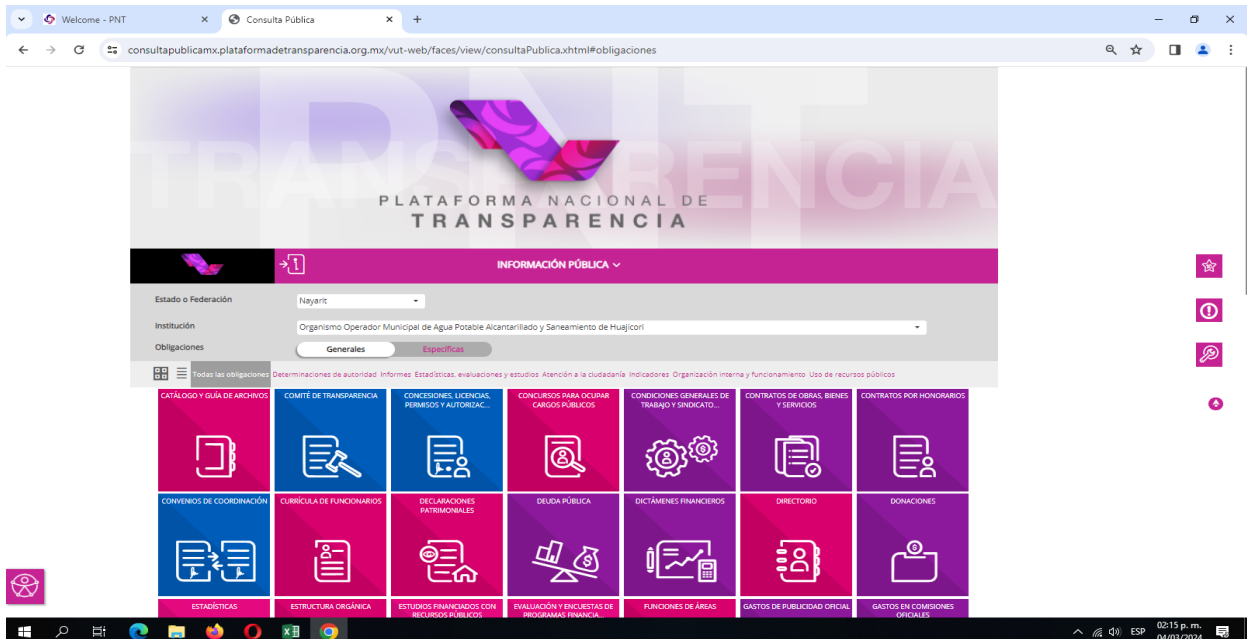 Welcome - PNT
Consulta Pública
consultapublicamx.plataformadetransparencia.org.mx/vut-web/faces/view/consultaPublica.xhtml#obligaciones
PNT
TRANSPARENCIA
PLATAFORMA NACIONAL DE
TRANSPARENCIA
INFORMACIÓN PÚBLICA
Estado o Federación
Nayarit
Institución
Organismo Operador Municipal de Agua Potable Alcantarillado y Saneamiento de Huajicori
Obligaciones
Generales
Específicas
Todas las obligaciones Determinaciones de autoridad Informes Estadísticas, evaluaciones y estudios Atención a la ciudadanía Indicadores Organización interna y funcionamiento Uso de recursos públicos
CATÁLOGO Y GUÍA DE ARCHIVOS
COMITÉ DE TRANSPARENCIA
CONCESIONES, LICENCIAS,
PERMISOS Y AUTORIZAC...
CONCURSOS PARA OCUPAR
CARGOS PÚBLICOS
CONDICIONES GENERALES DE
TRABAJO Y SINDICATO...
CONTRATOS DE OBRAS, BIENES
Y SERVICIOS
CONTRATOS POR HONORARIOS
CONVENIOS DE COORDINACIÓN
CURRÍCULA DE FUNCIONARIOS
DECLARACIONES
PATRIMONIALES
DEUDA PÚBLICA
DICTÁMENES FINANCIEROS
DIRECTORIO
DONACIONES
ESTADÍSTICAS
ESTRUCTURA ORGÁNICA
ESTUDIOS FINANCIADOS CON
RECURSOS PÚBLICOS
EVALUACIÓN Y ENCUESTAS DE
PROGRAMAS FINANCIA...
FUNCIONES DE ÁREAS
GASTOS DE PUBLICIDAD OFICIAL
GASTOS EN COMISIONES
OFICIALES
ESP
02:15 p. m.
04/03/2024